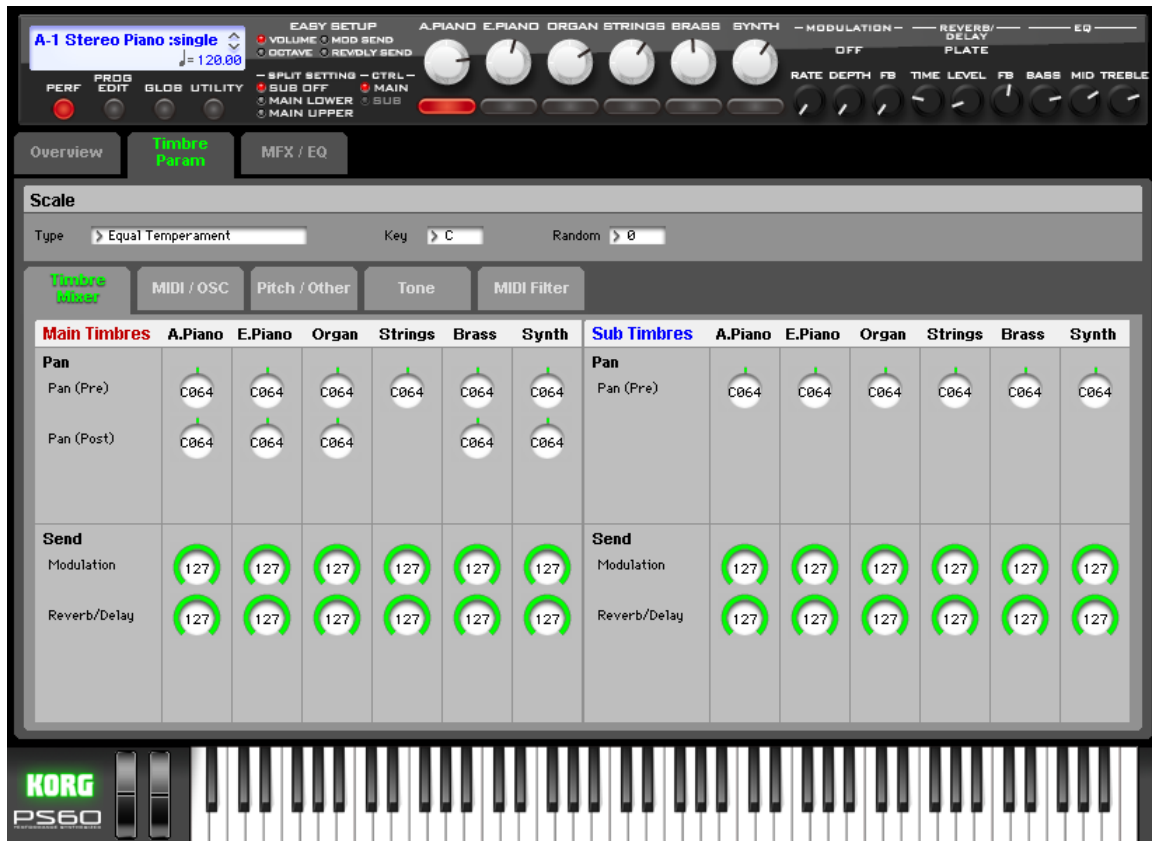 EASY SETUP A.PIANO E.PIANO ORGAN STRINGS BRASS SYNTH MODULATION REVERB/DELAY EQ
A-1 Stereo Piano :single
♩= 120.00
VOLUME MOD SEND
OCTAVE REV/DLY SEND
OFF PLATE
SPLIT SETTING CTRL
SUB OFF MAIN
MAIN LOWER SUB
MAIN UPPER
PERF PROG EDIT GLOB UTILITY
RATE DEPTH FB TIME LEVEL FB BASS MID TREBLE
Overview Timbre Param MFX / EQ
Scale
Type Equal Temperament Key C Random 0
Timbre Mixer MIDI / OSC Pitch / Other Tone MIDI Filter
Main Timbres A.Piano E.Piano Organ Strings Brass Synth Sub Timbres A.Piano E.Piano Organ Strings Brass Synth
Pan Pan
Pan (Pre) C064 C064 C064 C064 C064 C064 Pan (Pre) C064 C064 C064 C064 C064 C064
Pan (Post) C064 C064 C064 C064 C064
Send Send
Modulation 127 127 127 127 127 127 Modulation 127 127 127 127 127 127
Reverb/Delay 127 127 127 127 127 127 Reverb/Delay 127 127 127 127 127 127
KORG
PS60
PERFORMANCE SYNTHESIZER